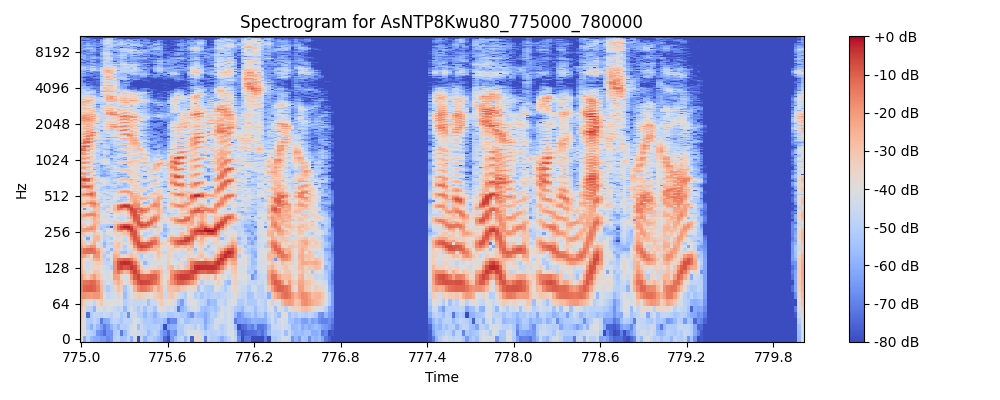 Spectrogram for AsNTP8Kwu80_775000_780000
Hz
8192
4096
2048
1024
512
256
128
64
0
775.0 775.6 776.2 776.8 777.4 778.0 778.6 779.2 779.8
Time
+0 dB
-10 dB
-20 dB
-30 dB
-40 dB
-50 dB
-60 dB
-70 dB
-80 dB